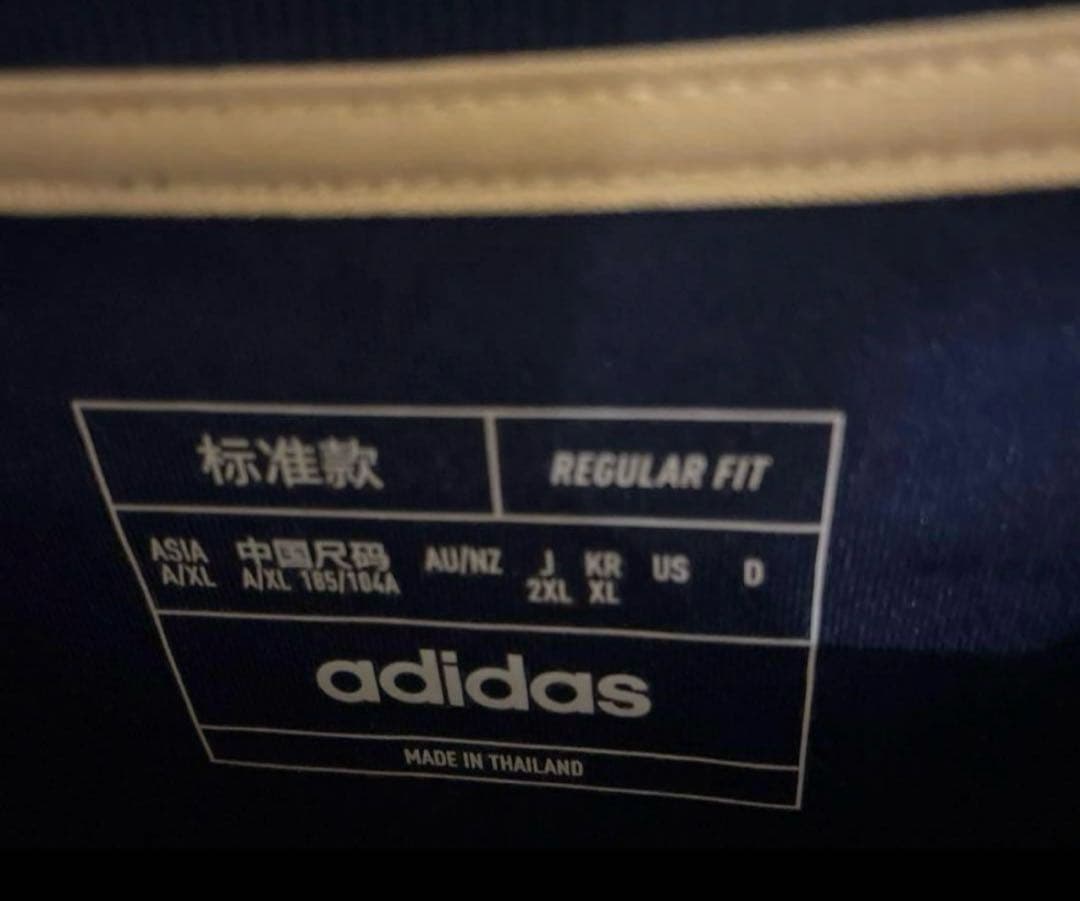 标准款 REGULAR FIT
ASIA 中国尺码 AU/NZ J KR US D
A/XL A/XL 185/104A 2XL XL
adidas
MADE IN THAILAND